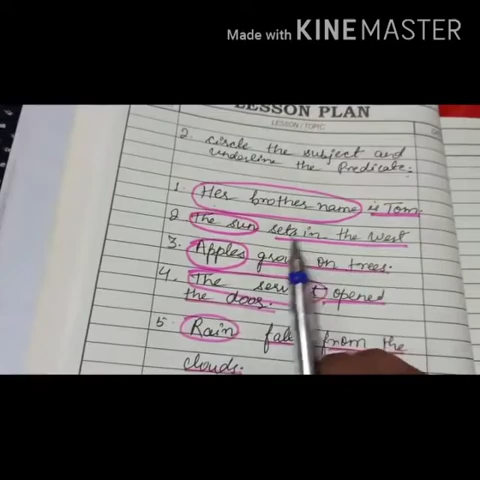 Made with KINEMASTER
LESSON PLAN
LESSON / TOPIC
2. circle the subject and
underline the Predicate:
1. Her brother name is Tom.
2 The sun sets in the west
3. Apples on trees.
4. The opened
the door.
5. Rain from the
clouds.